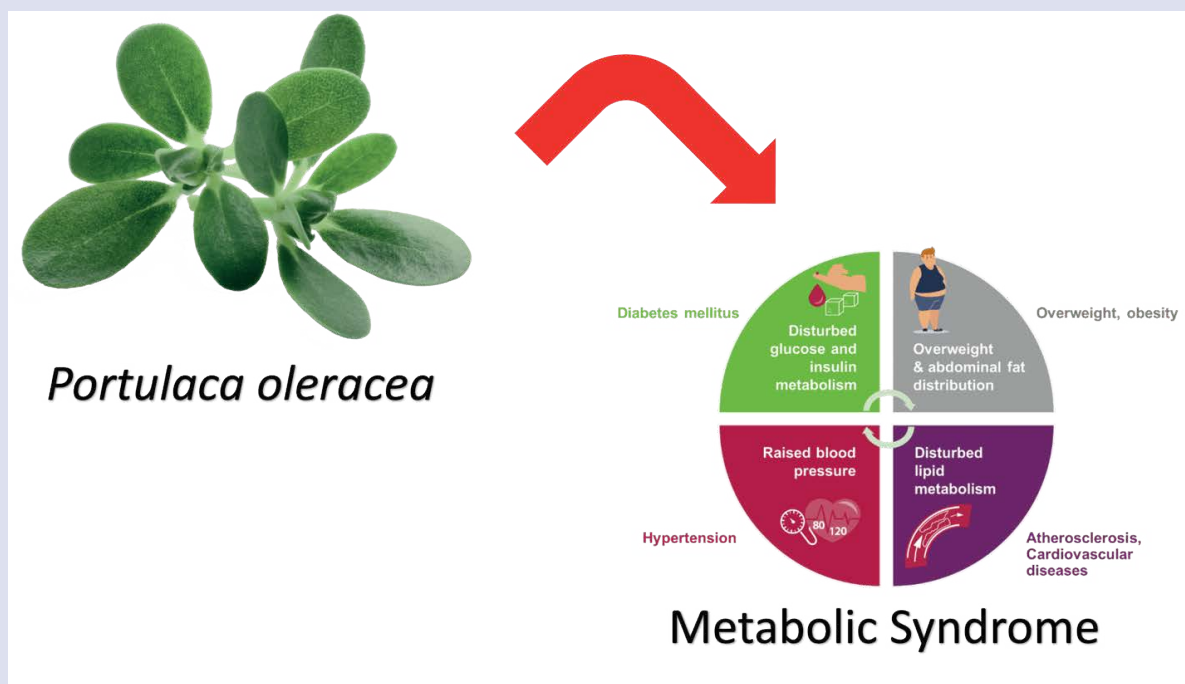 Portulaca oleracea
Diabetes mellitus
Disturbed
glucose and
insulin
metabolism
Overweight
& abdominal fat
distribution
Overweight, obesity
Raised blood
pressure
80
120
Hypertension
Disturbed
lipid
metabolism
Atherosclerosis,
Cardiovascular
diseases
Metabolic Syndrome